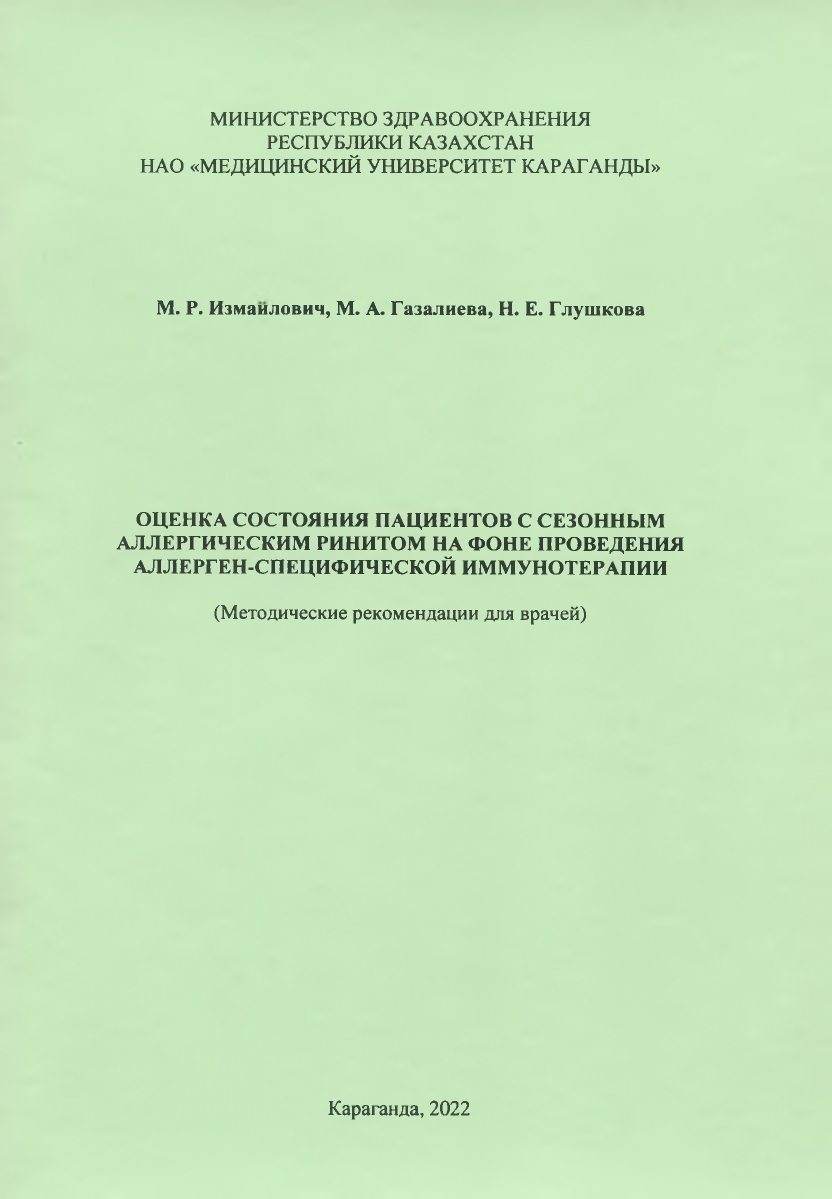 МИНИСТЕРСТВО ЗДРАВООХРАНЕНИЯ
РЕСПУБЛИКИ КАЗАХСТАН
НАО «МЕДИЦИНСКИЙ УНИВЕРСИТЕТ КАРАГАНДЫ»
М. Р. Измайлович, М. А. Газалиева, Н. Е. Глушкова
ОЦЕНКА СОСТОЯНИЯ ПАЦИЕНТОВ С СЕЗОННЫМ
АЛЛЕРГИЧЕСКИМ РИНИТОМ НА ФОНЕ ПРОВЕДЕНИЯ
АЛЛЕРГЕН-СПЕЦИФИЧЕСКОЙ ИММУНОТЕРАПИИ
(Методические рекомендации для врачей)
Караганда, 2022